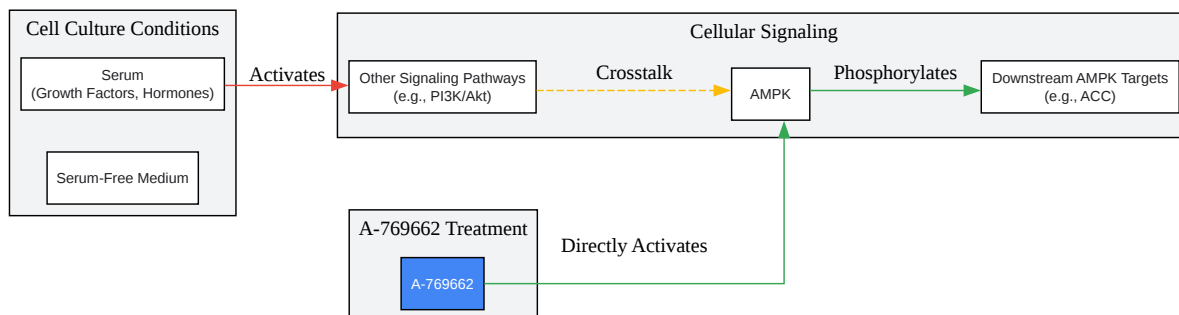 Cell Culture Conditions
Serum
(Growth Factors, Hormones)
Serum-Free Medium
Activates
Cellular Signaling
Other Signaling Pathways
(e.g., PI3K/Akt)
Crosstalk
AMPK
Phosphorylates
Downstream AMPK Targets
(e.g., ACC)
A-769662 Treatment
A-769662
Directly Activates